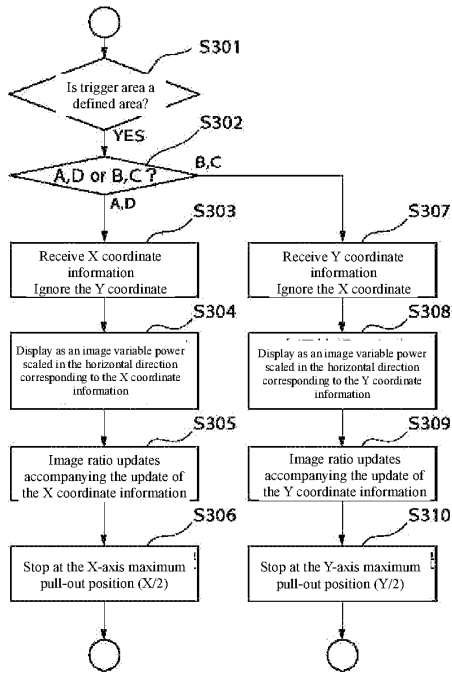 S301
Is trigger area a
defined area?
YES
S302
A,D or B,C ?
B,C
A,D
S303
Receive X coordinate
information
Ignore the Y coordinate
S304
Display as an image variable power
scaled in the horizontal direction
corresponding to the X coordinate
information
S305
Image ratio updates
accompanying the update of
the X coordinate information
S306
Stop at the X-axis maximum
pull-out position (X/2)
S307
Receive Y coordinate
information
Ignore the X coordinate
S308
Display as an image variable power
scaled in the horizontal direction
corresponding to the Y coordinate
information
S309
Image ratio updates
accompanying the update of
the Y coordinate information
S310
Stop at the Y-axis maximum
pull-out position (Y/2)